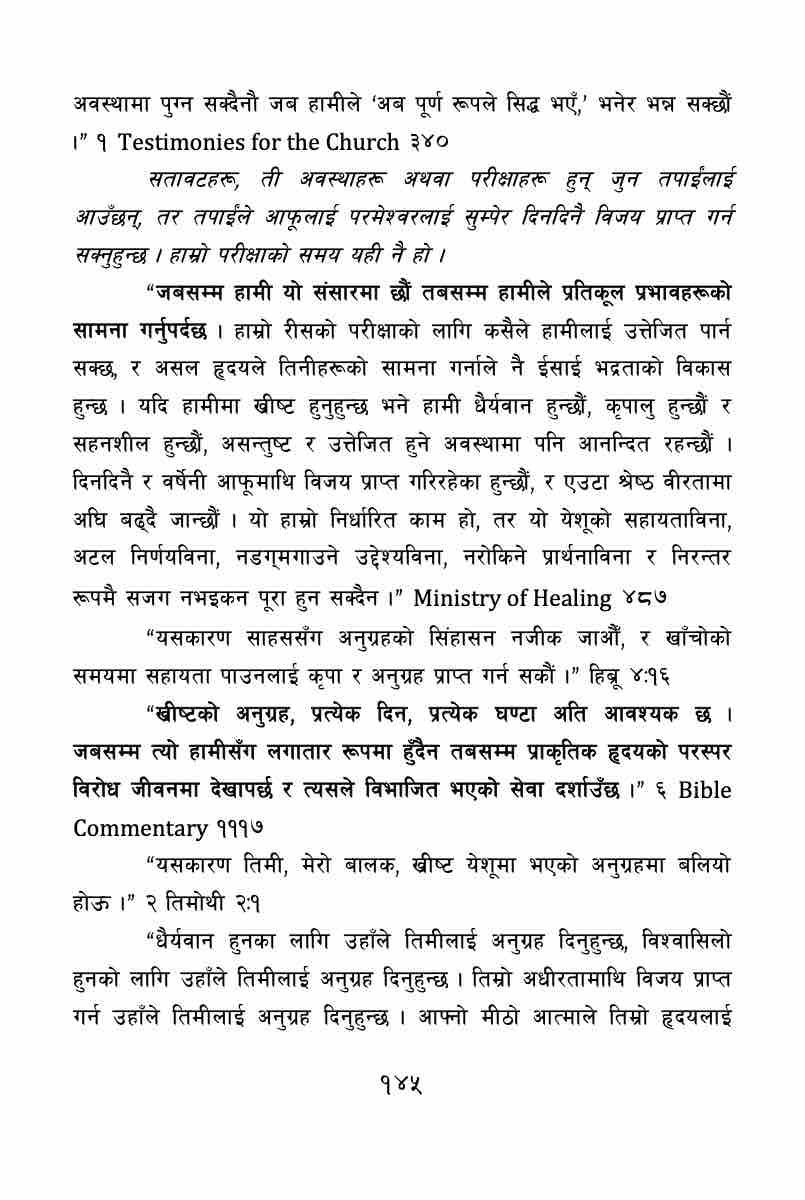 अवस्थामा पुग्न सक्दैनौ जब हामीले ‘अब पूर्ण रूपले सिद्ध भएँ,’ भनेर भन्न सक्छौं
।” १ Testimonies for the Church ३४०
सतावटहरू, ती अवस्थाहरू अथवा परीक्षाहरू हुन् जुन तपाईंलाई
आउँछन्, तर तपाईंले आफूलाई परमेश्वरलाई सुम्पेर दिनदिनै विजय प्राप्त गर्न
सक्नुहुन्छ । हाम्रो परीक्षाको समय यही नै हो ।
“जबसम्म हामी यो संसारमा छौं तबसम्म हामीले प्रतिकूल प्रभावहरूको
सामना गर्नुपर्दछ । हाम्रो रीसको परीक्षाको लागि कसैले हामीलाई उत्तेजित पार्न
सक्छ, र असल हृदयले तिनीहरूको सामना गर्नाले नै ईसाई भद्रताको विकास
हुन्छ । यदि हामीमा ख्रीष्ट हुनुहुन्छ भने हामी धैर्यवान हुन्छौं, कृपालु हुन्छौं र
सहनशील हुन्छौं, असन्तुष्ट र उत्तेजित हुने अवस्थामा पनि आनन्दित रहन्छौं ।
दिनदिनै र वर्षेनी आफूमाथि विजय प्राप्त गरिरहेका हुन्छौं, र एउटा श्रेष्ठ वीरतामा
अघि बढ्दै जान्छौं । यो हाम्रो निर्धारित काम हो, तर यो येशूको सहायताविना,
अटल निर्णयविना, नडग्मगाउने उद्देश्यविना, नरोकिने प्रार्थनाविना र निरन्तर
रूपमै सजग नभइकन पूरा हुन सक्दैन ।” Ministry of Healing ४८७
“यसकारण साहससँग अनुग्रहको सिंहासन नजीक जाऔँ, र खाँचोको
समयमा सहायता पाउनलाई कृपा र अनुग्रह प्राप्त गर्न सकौं ।” हिब्रू ४:१६
“ख्रीष्टको अनुग्रह, प्रत्येक दिन, प्रत्येक घण्टा अति आवश्यक छ ।
जबसम्म त्यो हामीसँग लगातार रूपमा हुँदैन तबसम्म प्राकृतिक हृदयको परस्पर
विरोध जीवनमा देखापर्छ र त्यसले विभाजित भएको सेवा दर्शाउँछ ।” ६ Bible
Commentary १११७
“यसकारण तिमी, मेरो बालक, ख्रीष्ट येशूमा भएको अनुग्रहमा बलियो
होऊ ।” २ तिमोथी २:१
“धैर्यवान हुनका लागि उहाँले तिमीलाई अनुग्रह दिनुहुन्छ, विश्वासिलो
हुनको लागि उहाँले तिमीलाई अनुग्रह दिनुहुन्छ । तिम्रो अधीरतामाथि विजय प्राप्त
गर्न उहाँले तिमीलाई अनुग्रह दिनुहुन्छ । आफ्नो मीठो आत्माले तिम्रो हृदयलाई
१४५